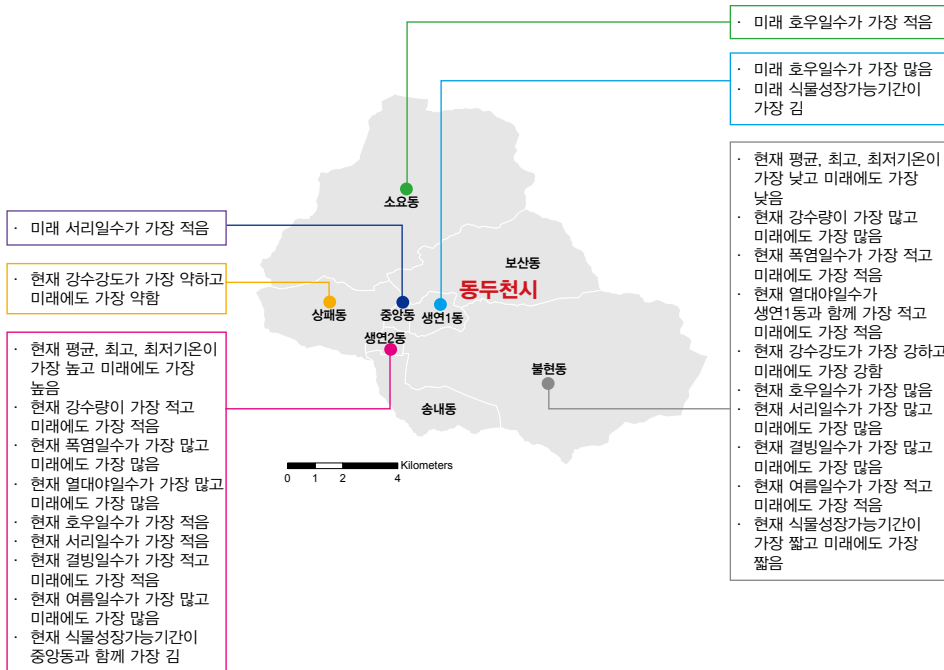 · 미래 호우일수가 가장 적음
· 미래 호우일수가 가장 많음
· 미래 식물성장가능기간이
가장 김
· 현재 평균, 최고, 최저기온이
가장 낮고 미래에도 가장
낮음
· 현재 강수량이 가장 많고
미래에도 가장 많음
· 현재 폭염일수가 가장 적고
미래에도 가장 적음
· 현재 열대야일수가
생연1동과 함께 가장 적고
미래에도 가장 적음
· 현재 강수강도가 가장 강하고
미래에도 가장 강함
· 현재 호우일수가 가장 많음
· 현재 서리일수가 가장 많고
미래에도 가장 많음
· 현재 결빙일수가 가장 많고
미래에도 가장 많음
· 현재 여름일수가 가장 적고
미래에도 가장 적음
· 현재 식물성장가능기간이
가장 짧고 미래에도 가장
짧음
· 미래 서리일수가 가장 적음
· 현재 강수강도가 가장 약하고
미래에도 가장 약함
· 현재 평균, 최고, 최저기온이
가장 높고 미래에도 가장
높음
· 현재 강수량이 가장 적고
미래에도 가장 적음
· 현재 폭염일수가 가장 많고
미래에도 가장 많음
· 현재 열대야일수가 가장 많고
미래에도 가장 많음
· 현재 호우일수가 가장 적음
· 현재 서리일수가 가장 적음
· 현재 결빙일수가 가장 적고
미래에도 가장 적음
· 현재 여름일수가 가장 많고
미래에도 가장 많음
· 현재 식물성장가능기간이
중앙동과 함께 가장 김
소요동
보산동
동두천시
상패동
중앙동
생연1동
생연2동
불현동
송내동
Kilometers
0 1 2 4